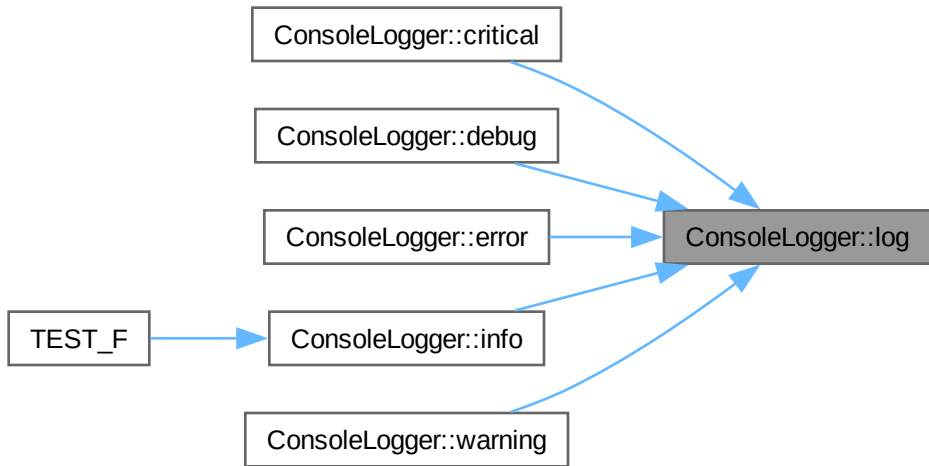 ConsoleLogger::critical
ConsoleLogger::debug
ConsoleLogger::error
ConsoleLogger::log
TEST_F
ConsoleLogger::info
ConsoleLogger::warning